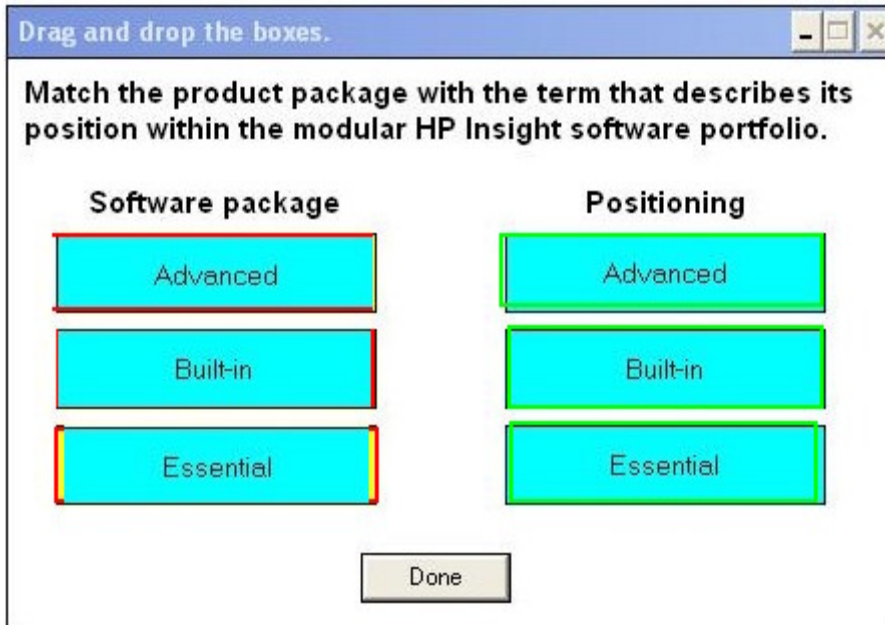 Drag and drop the boxes.
Match the product package with the term that describes its
position within the modular HP Insight software portfolio.
Software package
Positioning
Advanced
Advanced
Built-in
Built-in
Essential
Essential
Done